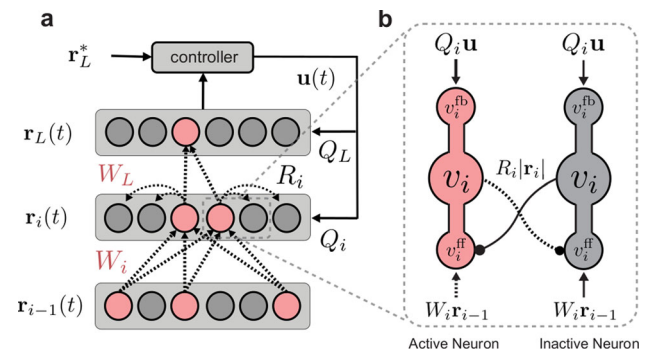 a
r*_L
controller
u(t)
r_L(t)
Q_L
W_L
R_i
r_i(t)
Q_i
W_i
r_{i−1}(t)
b
Q_i u
Q_i u
v_i^fb
v_i^fb
v_i
R_i|r_i|
v_i
v_i^ff
v_i^ff
W_i r_{i−1}
W_i r_{i−1}
Active Neuron
Inactive Neuron